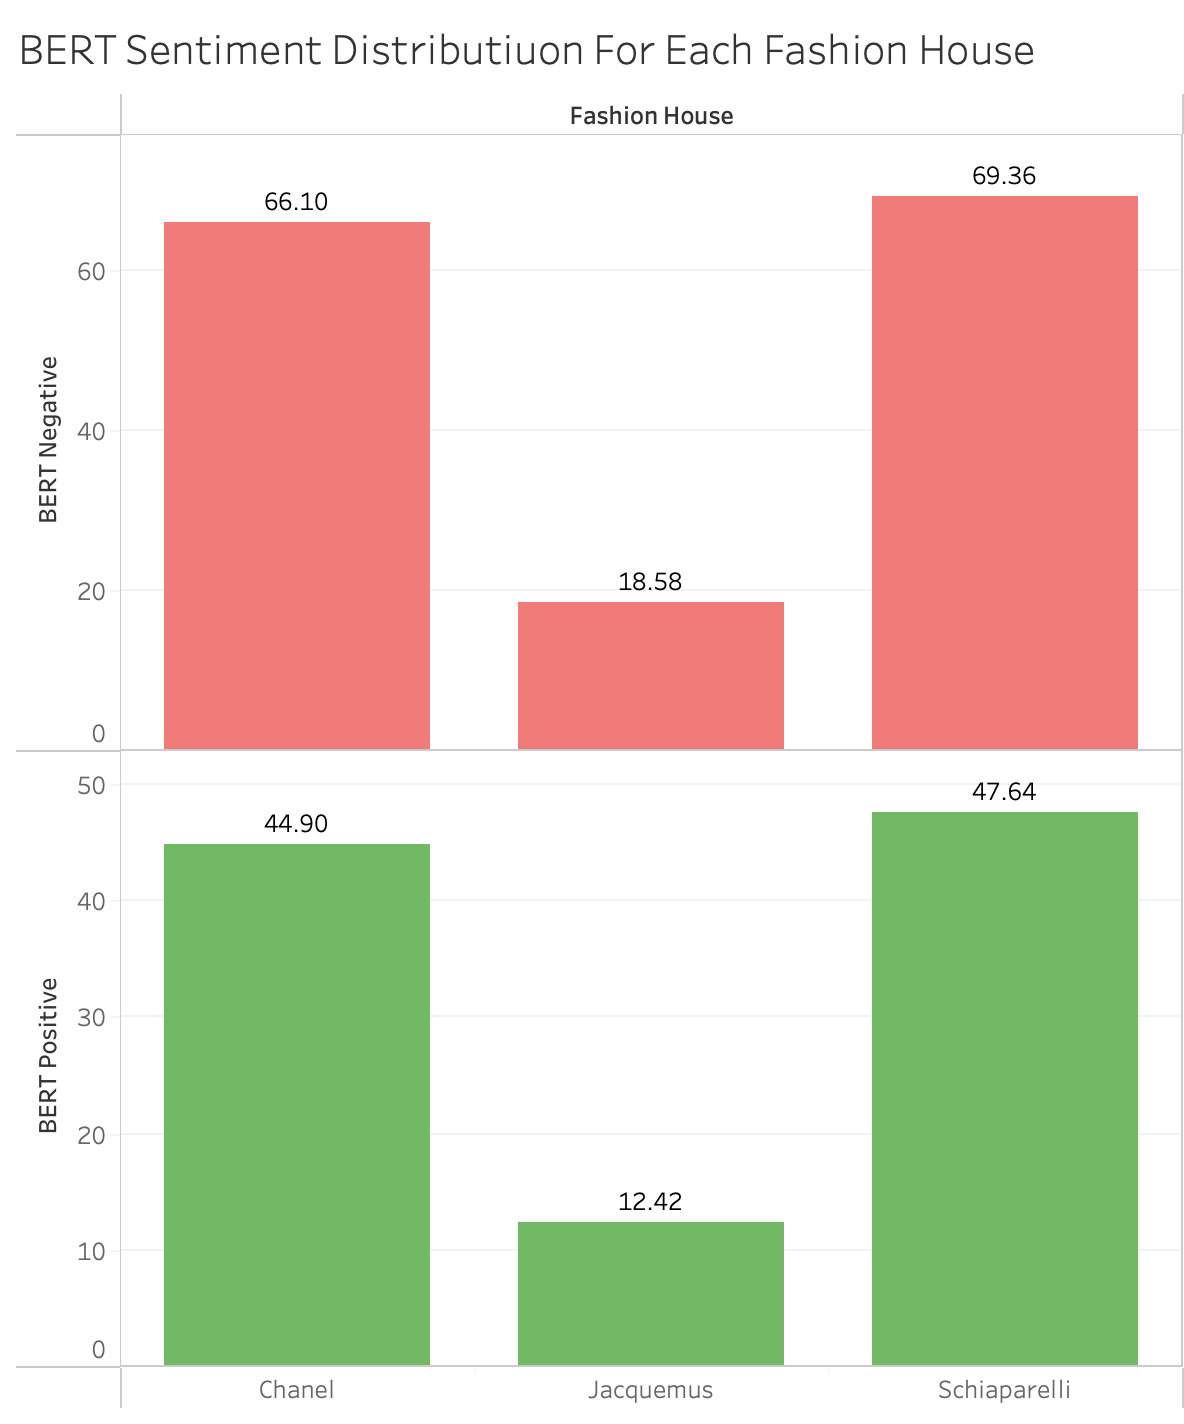 BERT Sentiment Distributiuon For Each Fashion House
Fashion House
BERT Negative
66.10
18.58
69.36
60
40
20
0
BERT Positive
44.90
12.42
47.64
50
40
30
20
10
0
Chanel
Jacquemus
Schiaparelli